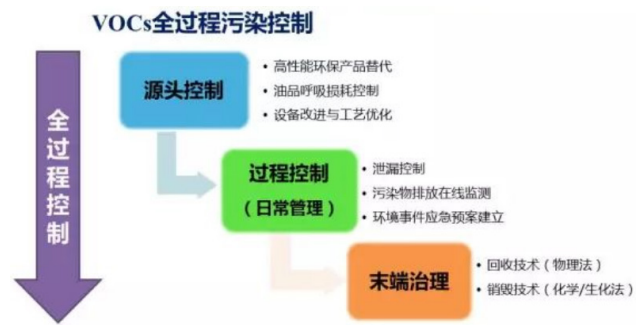 VOCs全过程污染控制
全过程控制
源头控制
• 高性能环保产品替代
• 油品呼吸损耗控制
• 设备改进与工艺优化
过程控制
（日常管理）
• 泄漏控制
• 污染物排放在线监测
• 环境事件应急预案建立
末端治理
• 回收技术（物理法）
• 销毁技术（化学/生化法）